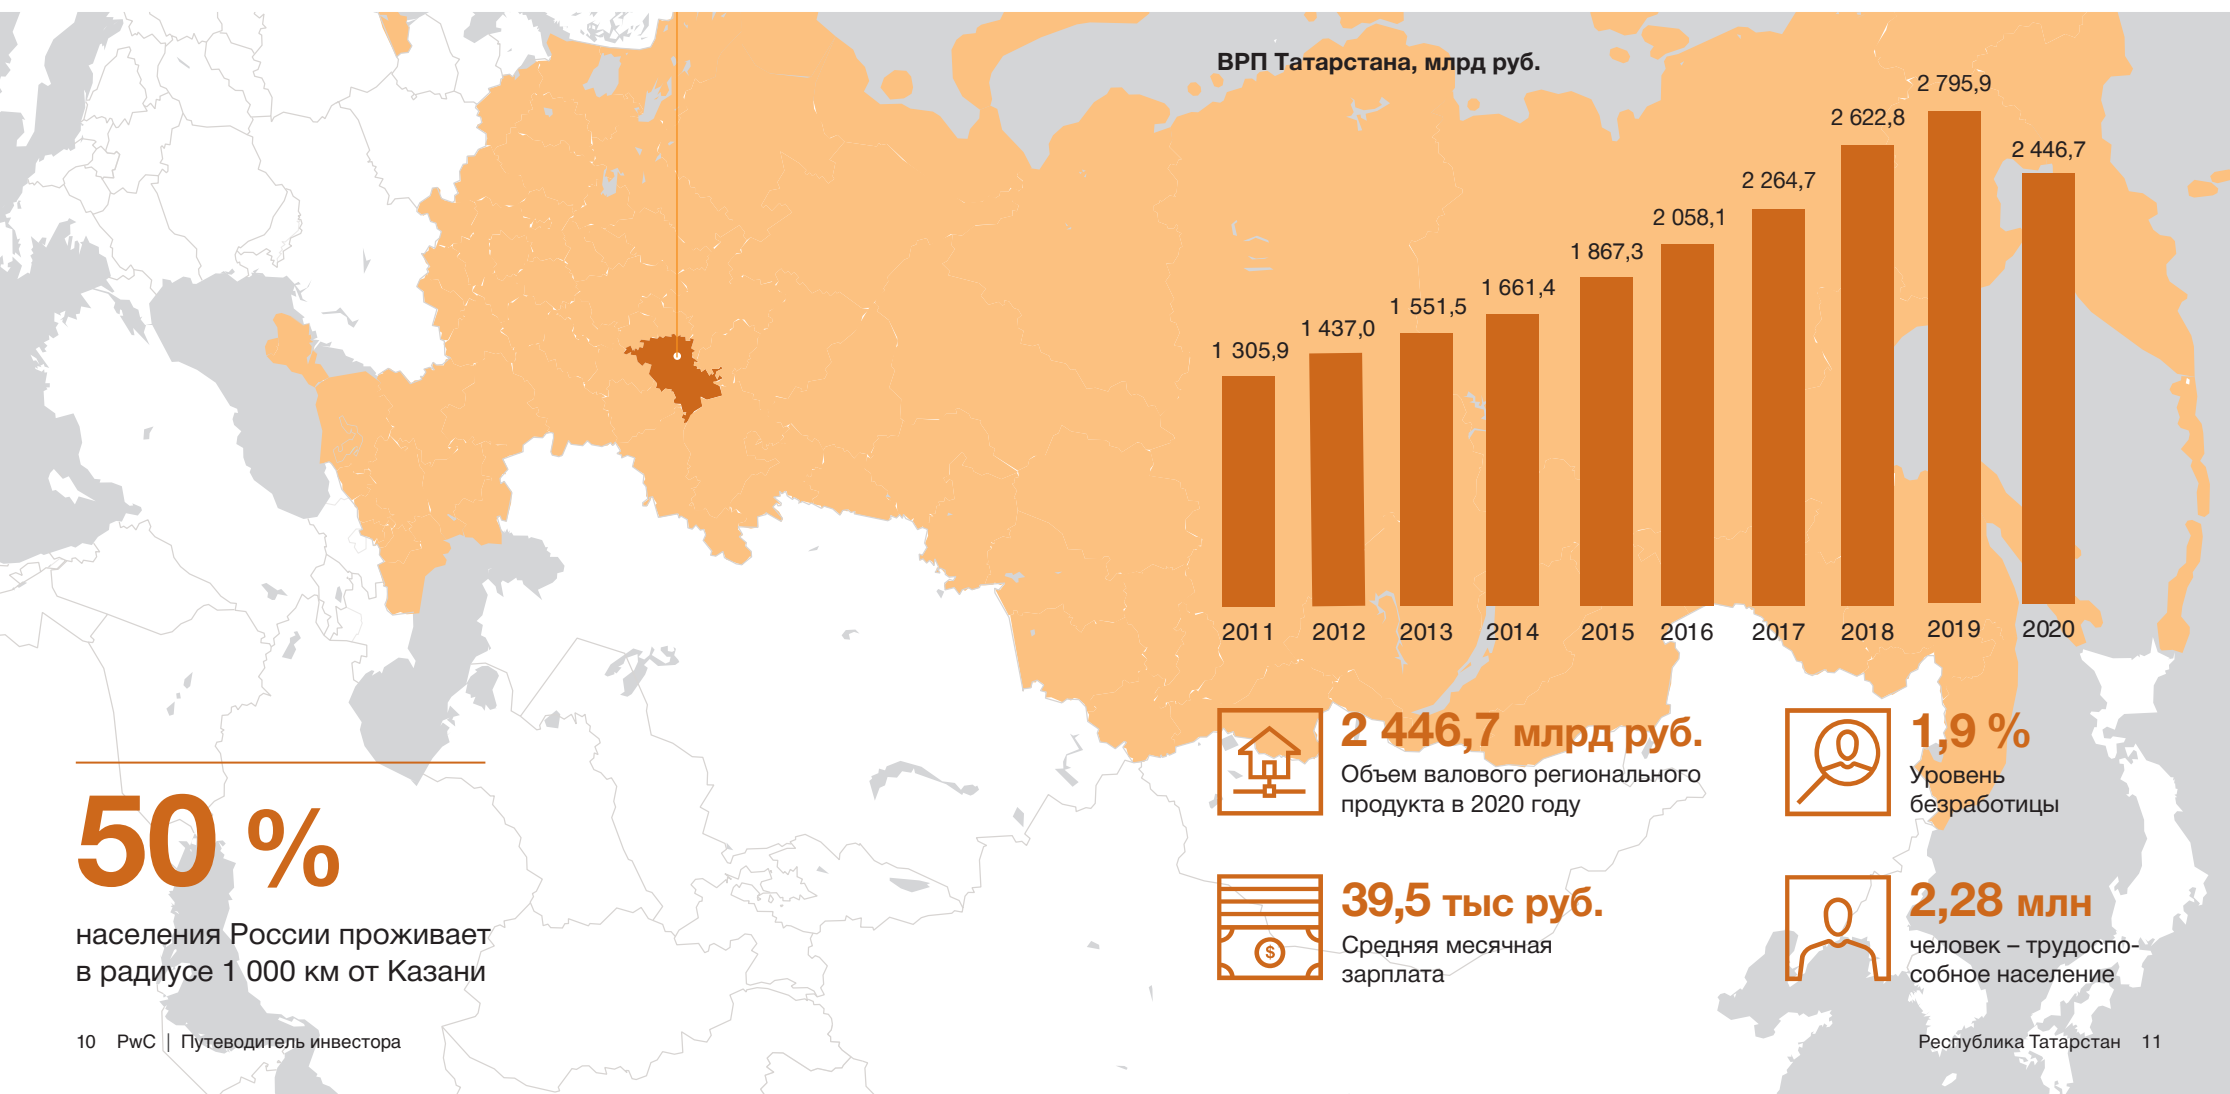 50 %
населения России проживает
в радиусе 1 000 км от Казани
10 PwC | Путеводитель инвестора
ВРП Татарстана, млрд руб.
1 305,9
1 437,0
1 551,5
1 661,4
1 867,3
2 058,1
2 264,7
2 622,8
2 795,9
2 446,7
2011 2012 2013 2014 2015 2016 2017 2018 2019 2020
2 446,7 млрд руб.
Объем валового регионального
продукта в 2020 году
1,9 %
Уровень
безработицы
$
39,5 тыс руб.
Средняя месячная
зарплата
2,28 млн
человек – трудоспо-
собное население
Республика Татарстан 11